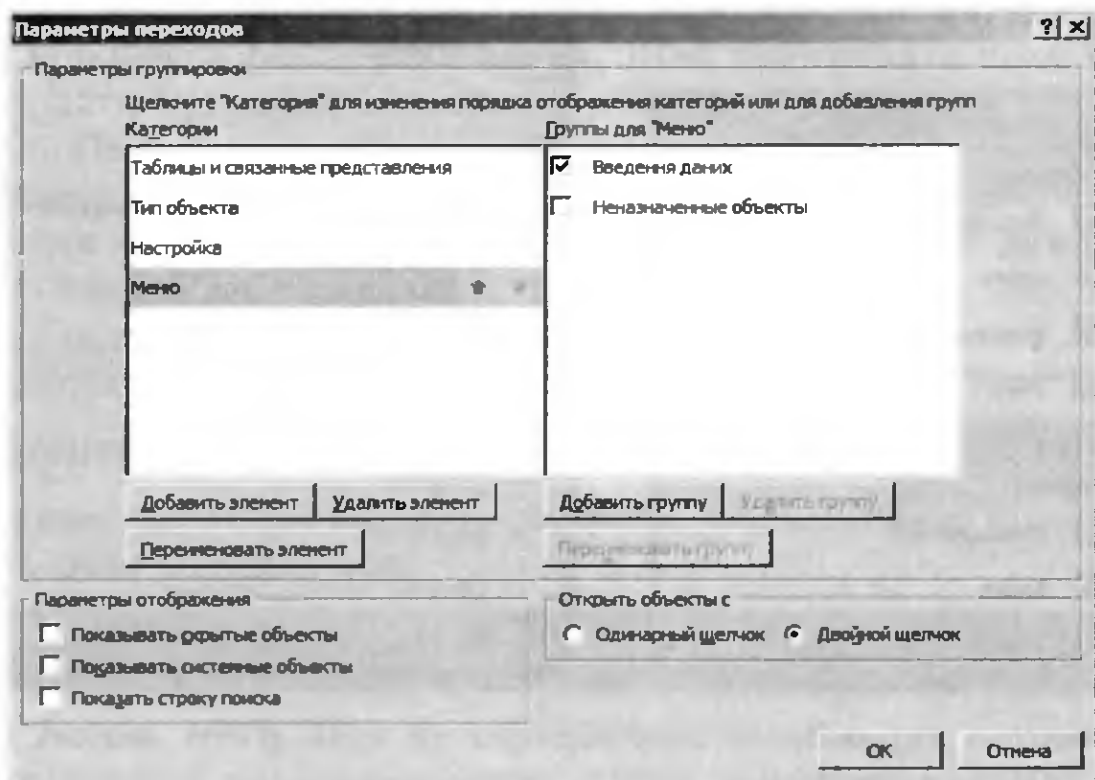 Параметры переходов
Параметры группировки
Щелкните "Категория" для изменения порядка отображения категорий или для добавления групп
Категории
Группы для "Меню"
Таблицы и связанные представления
Тип объекта
Настройка
Меню
Введення даних
Неназначенные объекты
Добавить элемент
Удалить элемент
Добавить группу
Удалить группу
Переименовать элемент
Переименовать группу
Параметры отображения
Показывать скрытые объекты
Показывать системные объекты
Показать строку поиска
Открыть объекты с
Одинарный щелчок
Двойной щелчок
ОК
Отмена